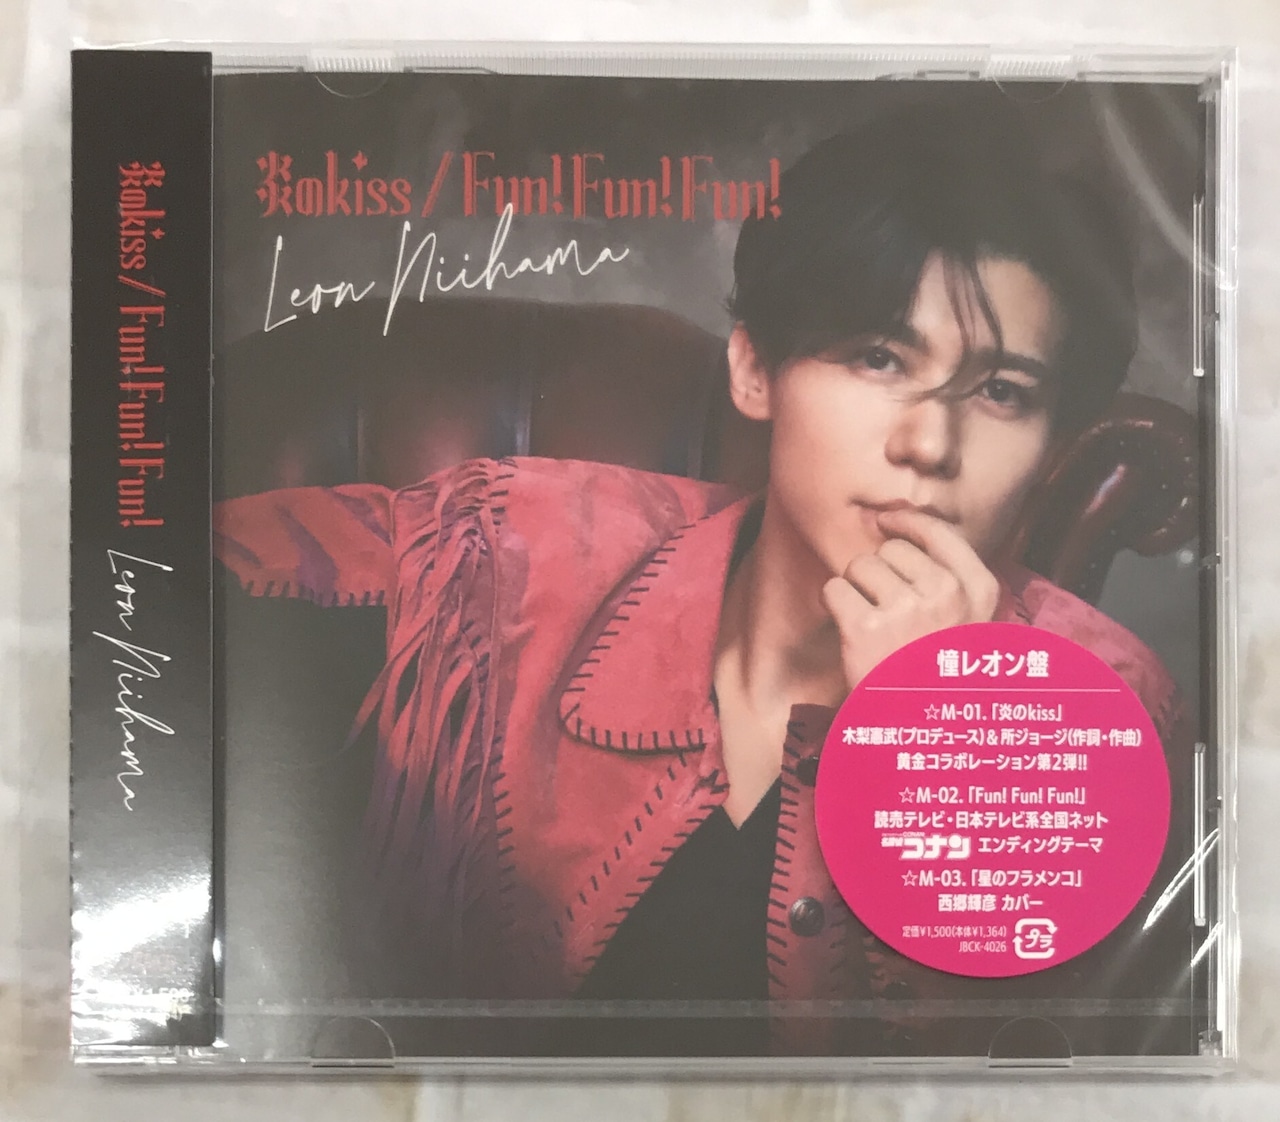 炎のkiss / Fun! Fun! Fun!
Leon Niihama
炎のkiss / Fun! Fun! Fun!
Leon Niihama
憧レオン盤
☆M-01.「炎のkiss」
木梨憲武(プロデュース)&所ジョージ(作詞・作曲)
黄金コラボレーション第2弾!!
☆M-02.「Fun! Fun! Fun!」
読売テレビ・日本テレビ系全国ネット
名探偵コナン エンディングテーマ
☆M-03.「星のフラメンコ」
西郷輝彦 カバー
定価¥1,500(本体¥1,364)
JBCK-4026
プラ